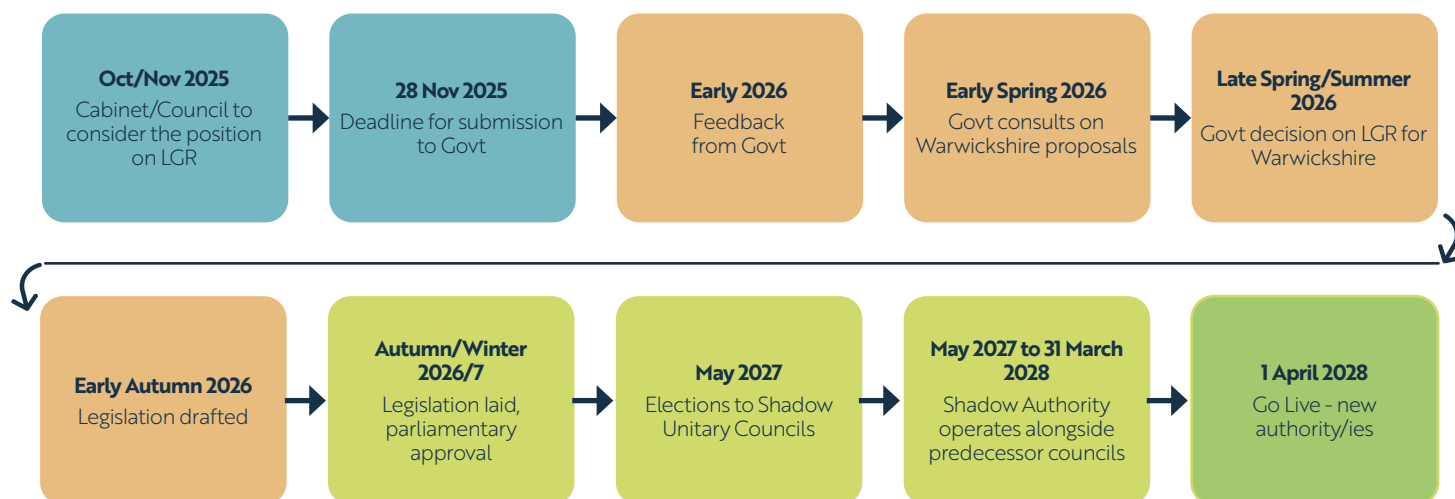 Oct/Nov 2025
Cabinet/Council to
consider the position
on LGR
28 Nov 2025
Deadline for submission
to Govt
Early 2026
Feedback
from Govt
Early Spring 2026
Govt consults on
Warwickshire proposals
Late Spring/Summer
2026
Govt decision on LGR for
Warwickshire
Early Autumn 2026
Legislation drafted
Autumn/Winter
2026/7
Legislation laid,
parliamentary
approval
May 2027
Elections to Shadow
Unitary Councils
May 2027 to 31 March
2028
Shadow Authority
operates alongside
predecessor councils
1 April 2028
Go Live - new
authority/ies